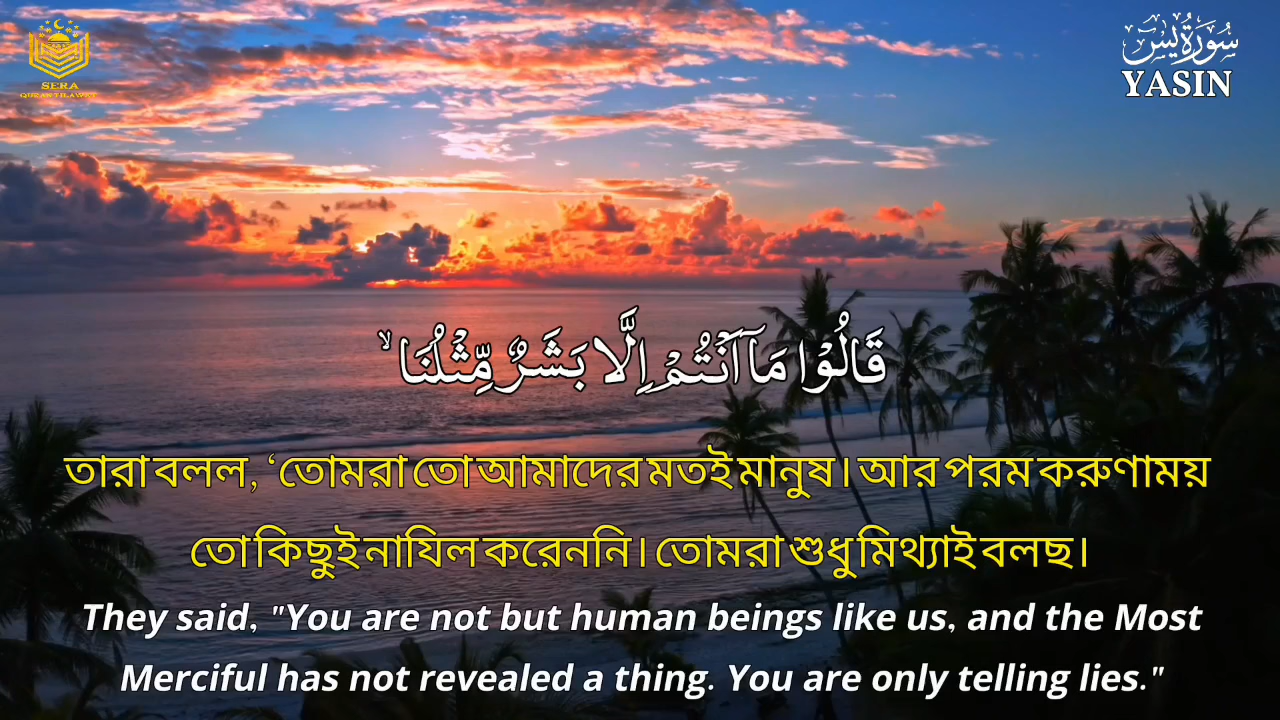 SERA
QURAN TILAWAT
سُورَةُ يٰسٓ
YASIN
قَالُوْا مَاۤ اَنْتُمْ اِلَّا بَشَرٌ مِّثْلُنَا ۙ
তারা বলল, ‘তোমরা তো আমাদের মতই মানুষ। আর পরম করুণাময়
তো কিছুই নাযিল করেননি। তোমরা শুধু মিথ্যাই বলছ।
They said, "You are not but human beings like us, and the Most
Merciful has not revealed a thing. You are only telling lies."